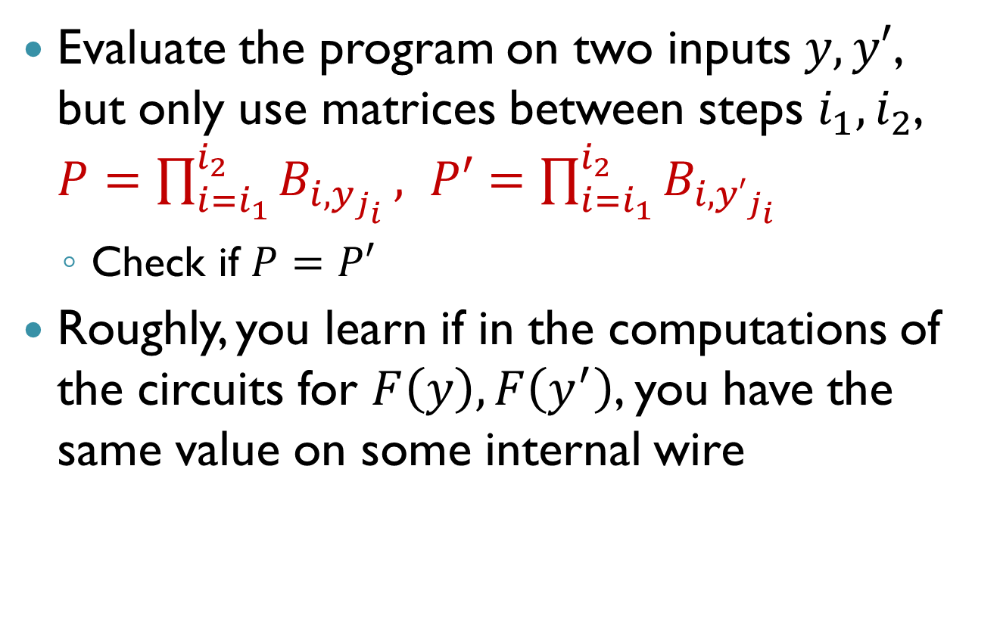 • Evaluate the program on two inputs 𝑦, 𝑦′,
but only use matrices between steps 𝑖₁, 𝑖₂,
$P = \prod_{i=i_1}^{i_2} B_{i,y_{j_i}},\ P' = \prod_{i=i_1}^{i_2} B_{i,y'_{j_i}}$
◦ Check if 𝑃 = 𝑃′
• Roughly, you learn if in the computations of
the circuits for 𝐹(𝑦), 𝐹(𝑦′), you have the
same value on some internal wire